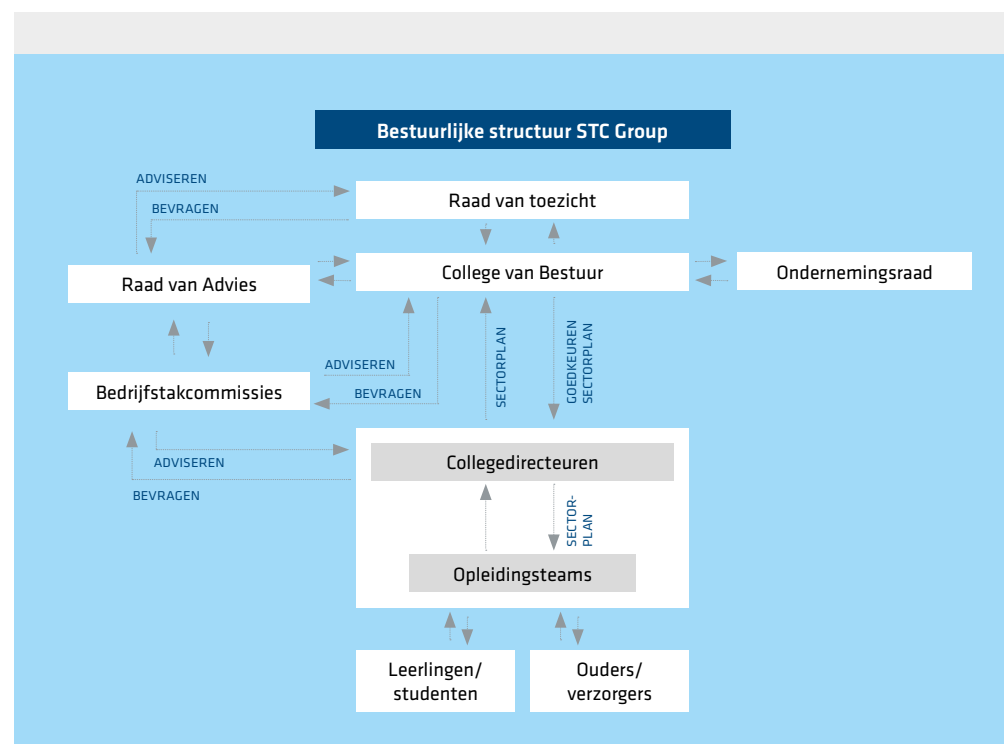 Bestuurlijke structuur STC Group
ADVISEREN
Raad van toezicht
BEVRAGEN
Raad van Advies
College van Bestuur
Ondernemingsraad
ADVISEREN
BEVRAGEN
SECTORPLAN
GOEDKEUREN
SECTORPLAN
Bedrijfstakcommissies
ADVISEREN
BEVRAGEN
Collegedirecteuren
SECTOR-
PLAN
Opleidingsteams
Leerlingen/
studenten
Ouders/
verzorgers